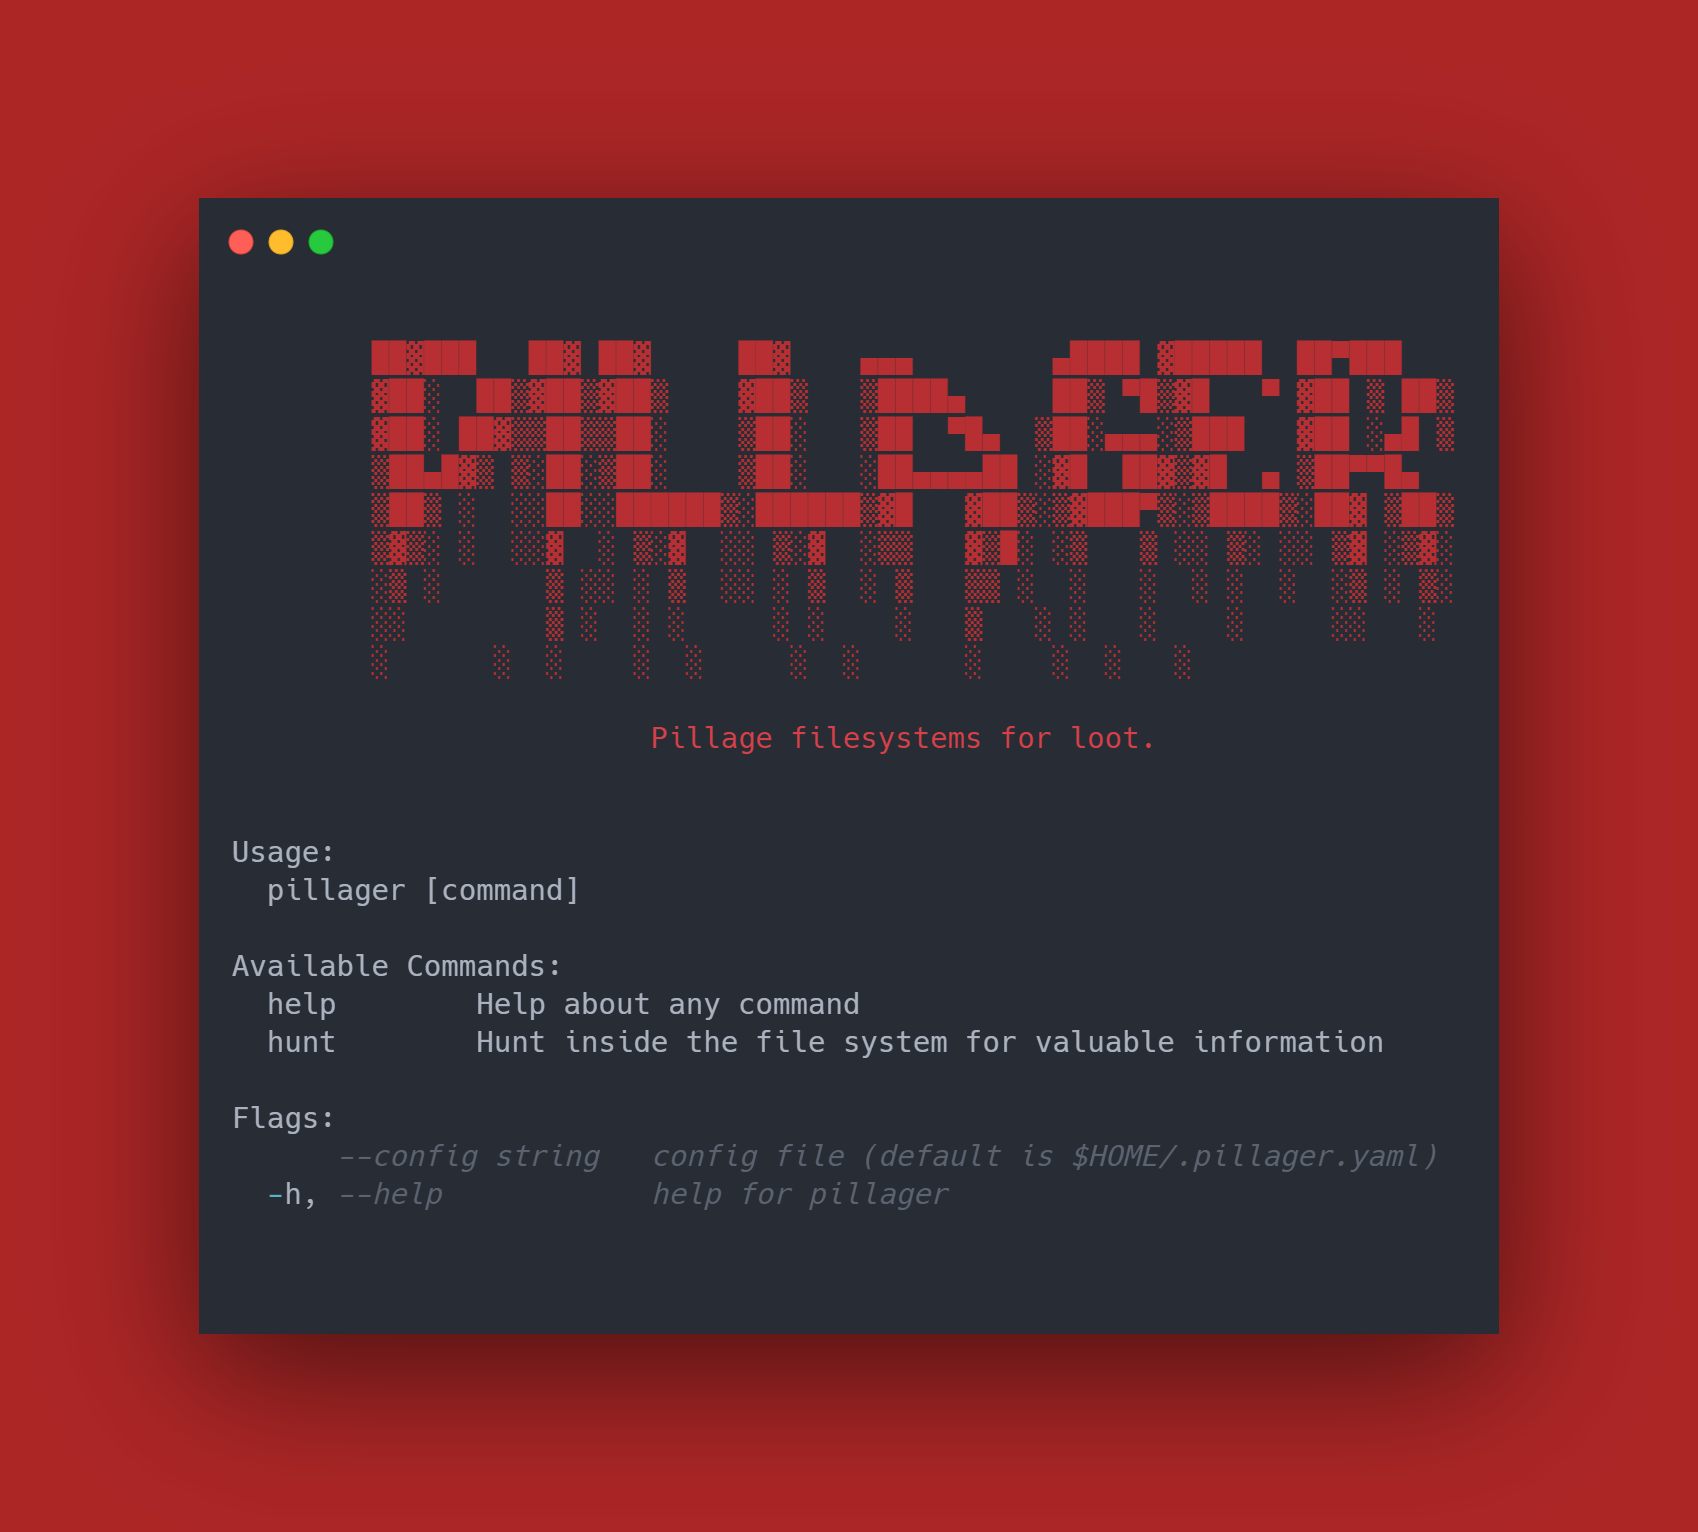 PILLAGER
Pillage filesystems for loot.
Usage:
pillager [command]
Available Commands:
help Help about any command
hunt Hunt inside the file system for valuable information
Flags:
--config string config file (default is $HOME/.pillager.yaml)
-h, --help help for pillager